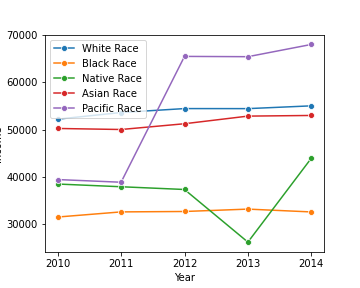 White Race
Black Race
Native Race
Asian Race
Pacific Race
70000
60000
50000
40000
30000
2010 2011 2012 2013 2014
Year